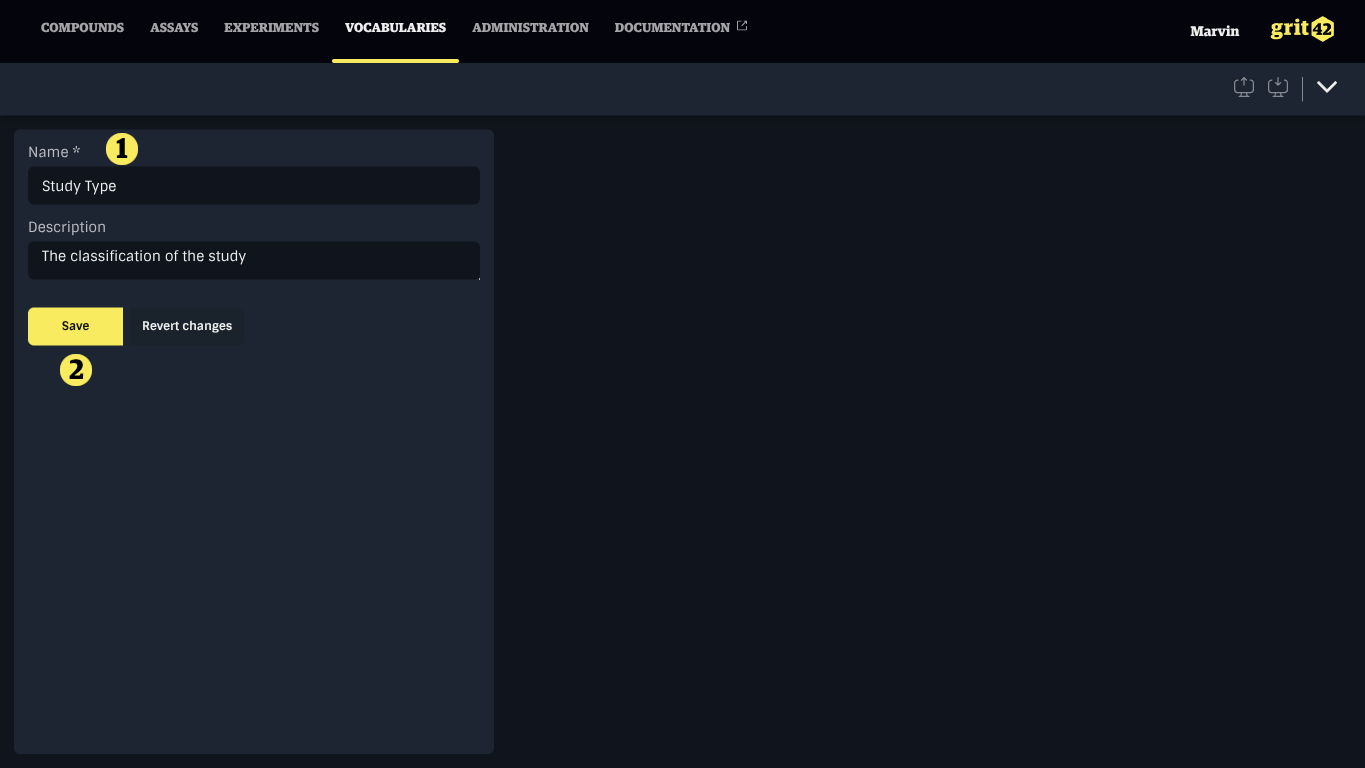 COMPOUNDS ASSAYS EXPERIMENTS VOCABULARIES ADMINISTRATION DOCUMENTATION Marvin grit42
Name * 1
Study Type
Description
The classification of the study
Save Revert changes
2